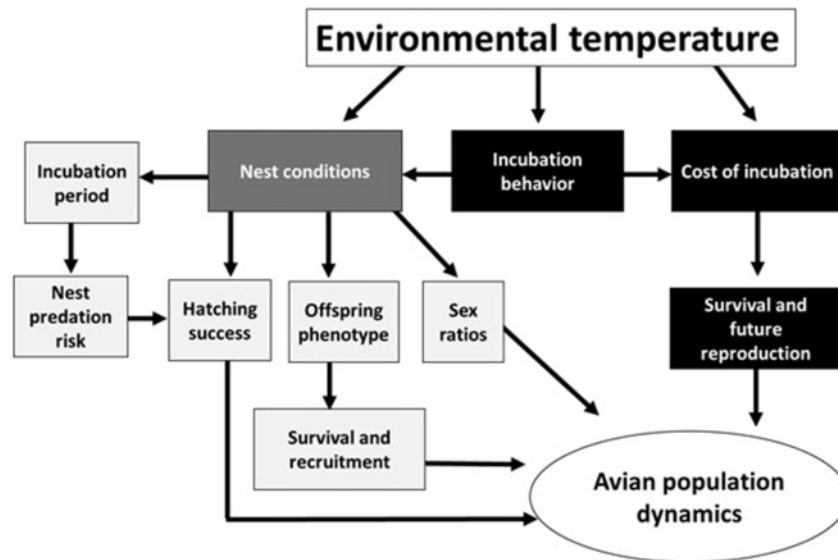 Environmental temperature
Nest conditions
Incubation
behavior
Cost of incubation
Incubation
period
Nest
predation
risk
Hatching
success
Offspring
phenotype
Sex
ratios
Survival and
future
reproduction
Survival and
recruitment
Avian population
dynamics